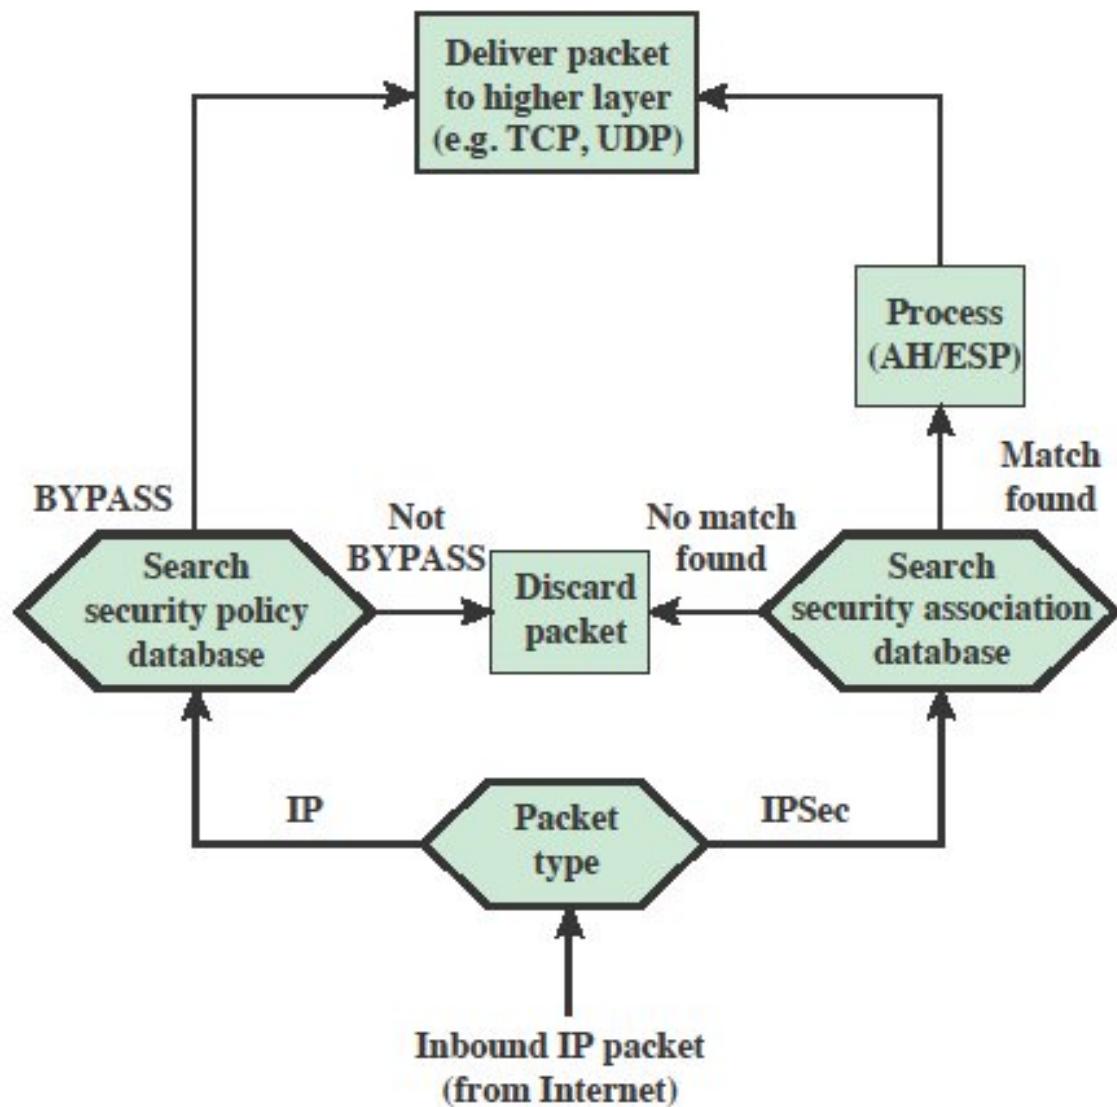 Deliver packet
to higher layer
(e.g. TCP, UDP)
Process
(AH/ESP)
Match
found
BYPASS
Not
BYPASS
No match
found
Search
security policy
database
Discard
packet
Search
security association
database
IP
Packet
type
IPSec
Inbound IP packet
(from Internet)